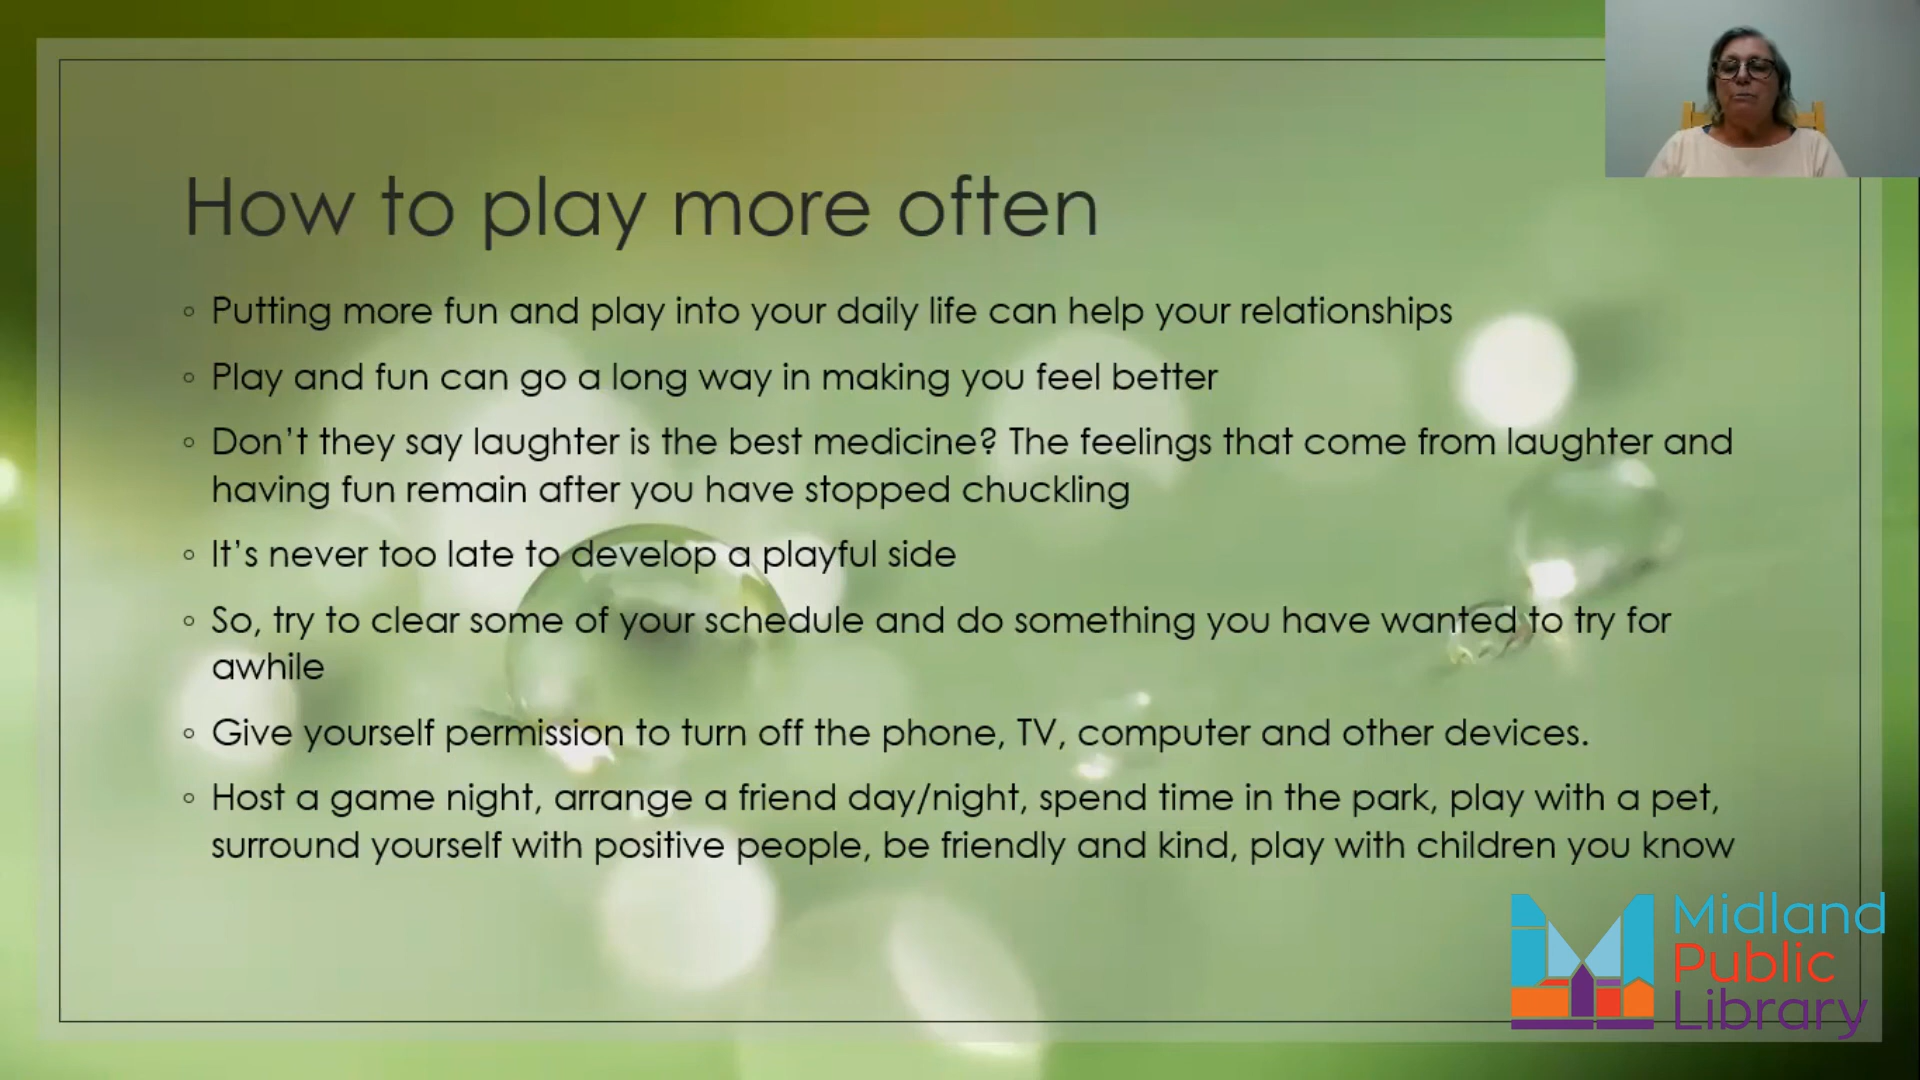 How to play more often
◦ Putting more fun and play into your daily life can help your relationships
◦ Play and fun can go a long way in making you feel better
◦ Don’t they say laughter is the best medicine? The feelings that come from laughter and
having fun remain after you have stopped chuckling
◦ It’s never too late to develop a playful side
◦ So, try to clear some of your schedule and do something you have wanted to try for
awhile
◦ Give yourself permission to turn off the phone, TV, computer and other devices.
◦ Host a game night, arrange a friend day/night, spend time in the park, play with a pet,
surround yourself with positive people, be friendly and kind, play with children you know
Midland
Public
Library